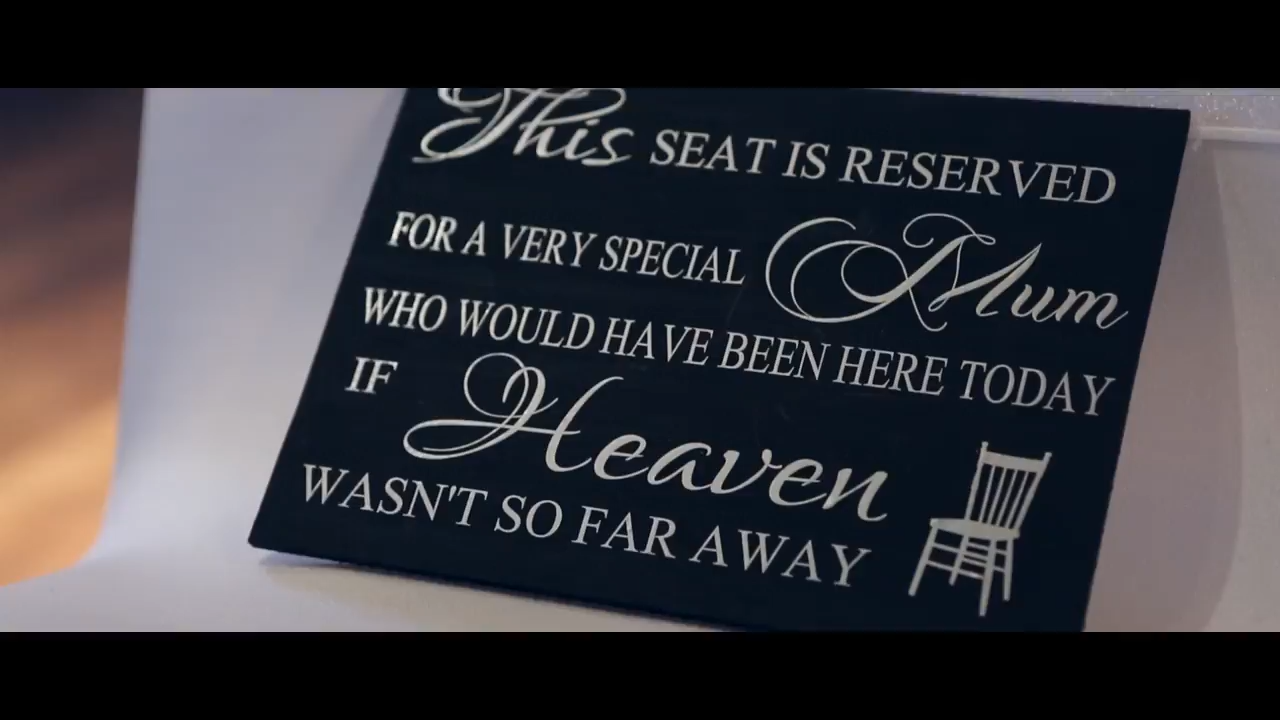 This SEAT IS RESERVED
FOR A VERY SPECIAL Mum
WHO WOULD HAVE BEEN HERE TODAY
IF Heaven
WASN'T SO FAR AWAY